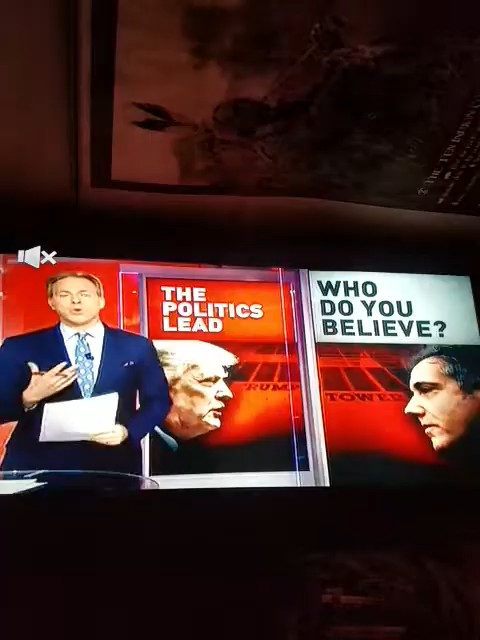 THE
POLITICS
LEAD
WHO
DO YOU
BELIEVE?
TRUMP
TOWER